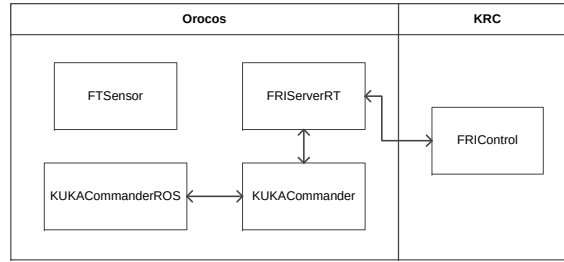 Orocos
KRC
FTSensor
FRIServerRT
FRIControl
KUKACommanderROS
KUKACommander